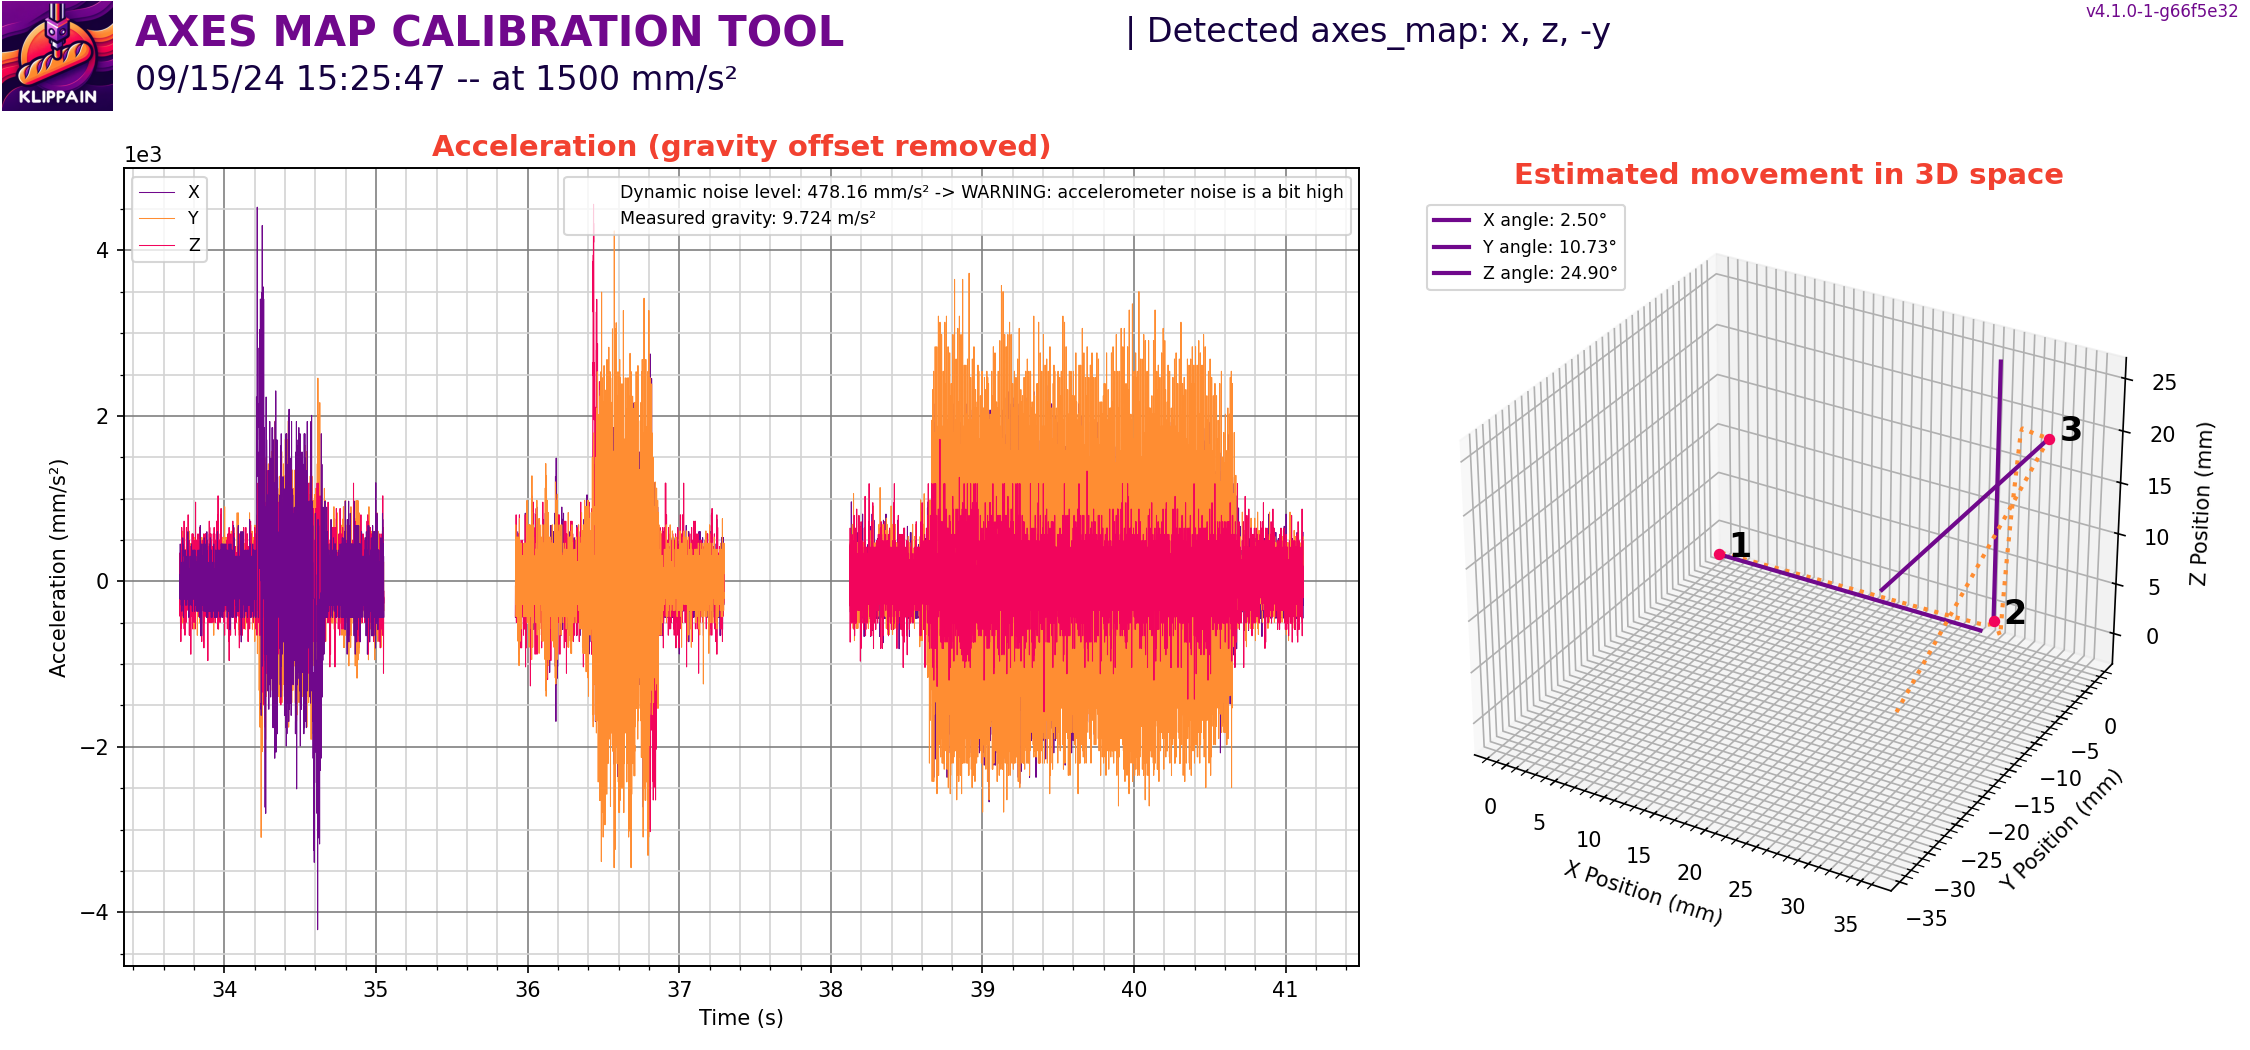 KLIPPAIN
AXES MAP CALIBRATION TOOL
09/15/24 15:25:47 -- at 1500 mm/s²
| Detected axes_map: x, z, -y
v4.1.0-1-g66f5e32
Acceleration (gravity offset removed)
1e3
X
Y
Z
Dynamic noise level: 478.16 mm/s² -> WARNING: accelerometer noise is a bit high
Measured gravity: 9.724 m/s²
Acceleration (mm/s²)
4
2
0
−2
−4
34 35 36 37 38 39 40 41
Time (s)
Estimated movement in 3D space
X angle: 2.50°
Y angle: 10.73°
Z angle: 24.90°
1
2
3
25
20
15
10
5
0
Z Position (mm)
0
−5
−10
−15
−20
−25
−30
−35
Y Position (mm)
0
5
10
15
20
25
30
35
X Position (mm)